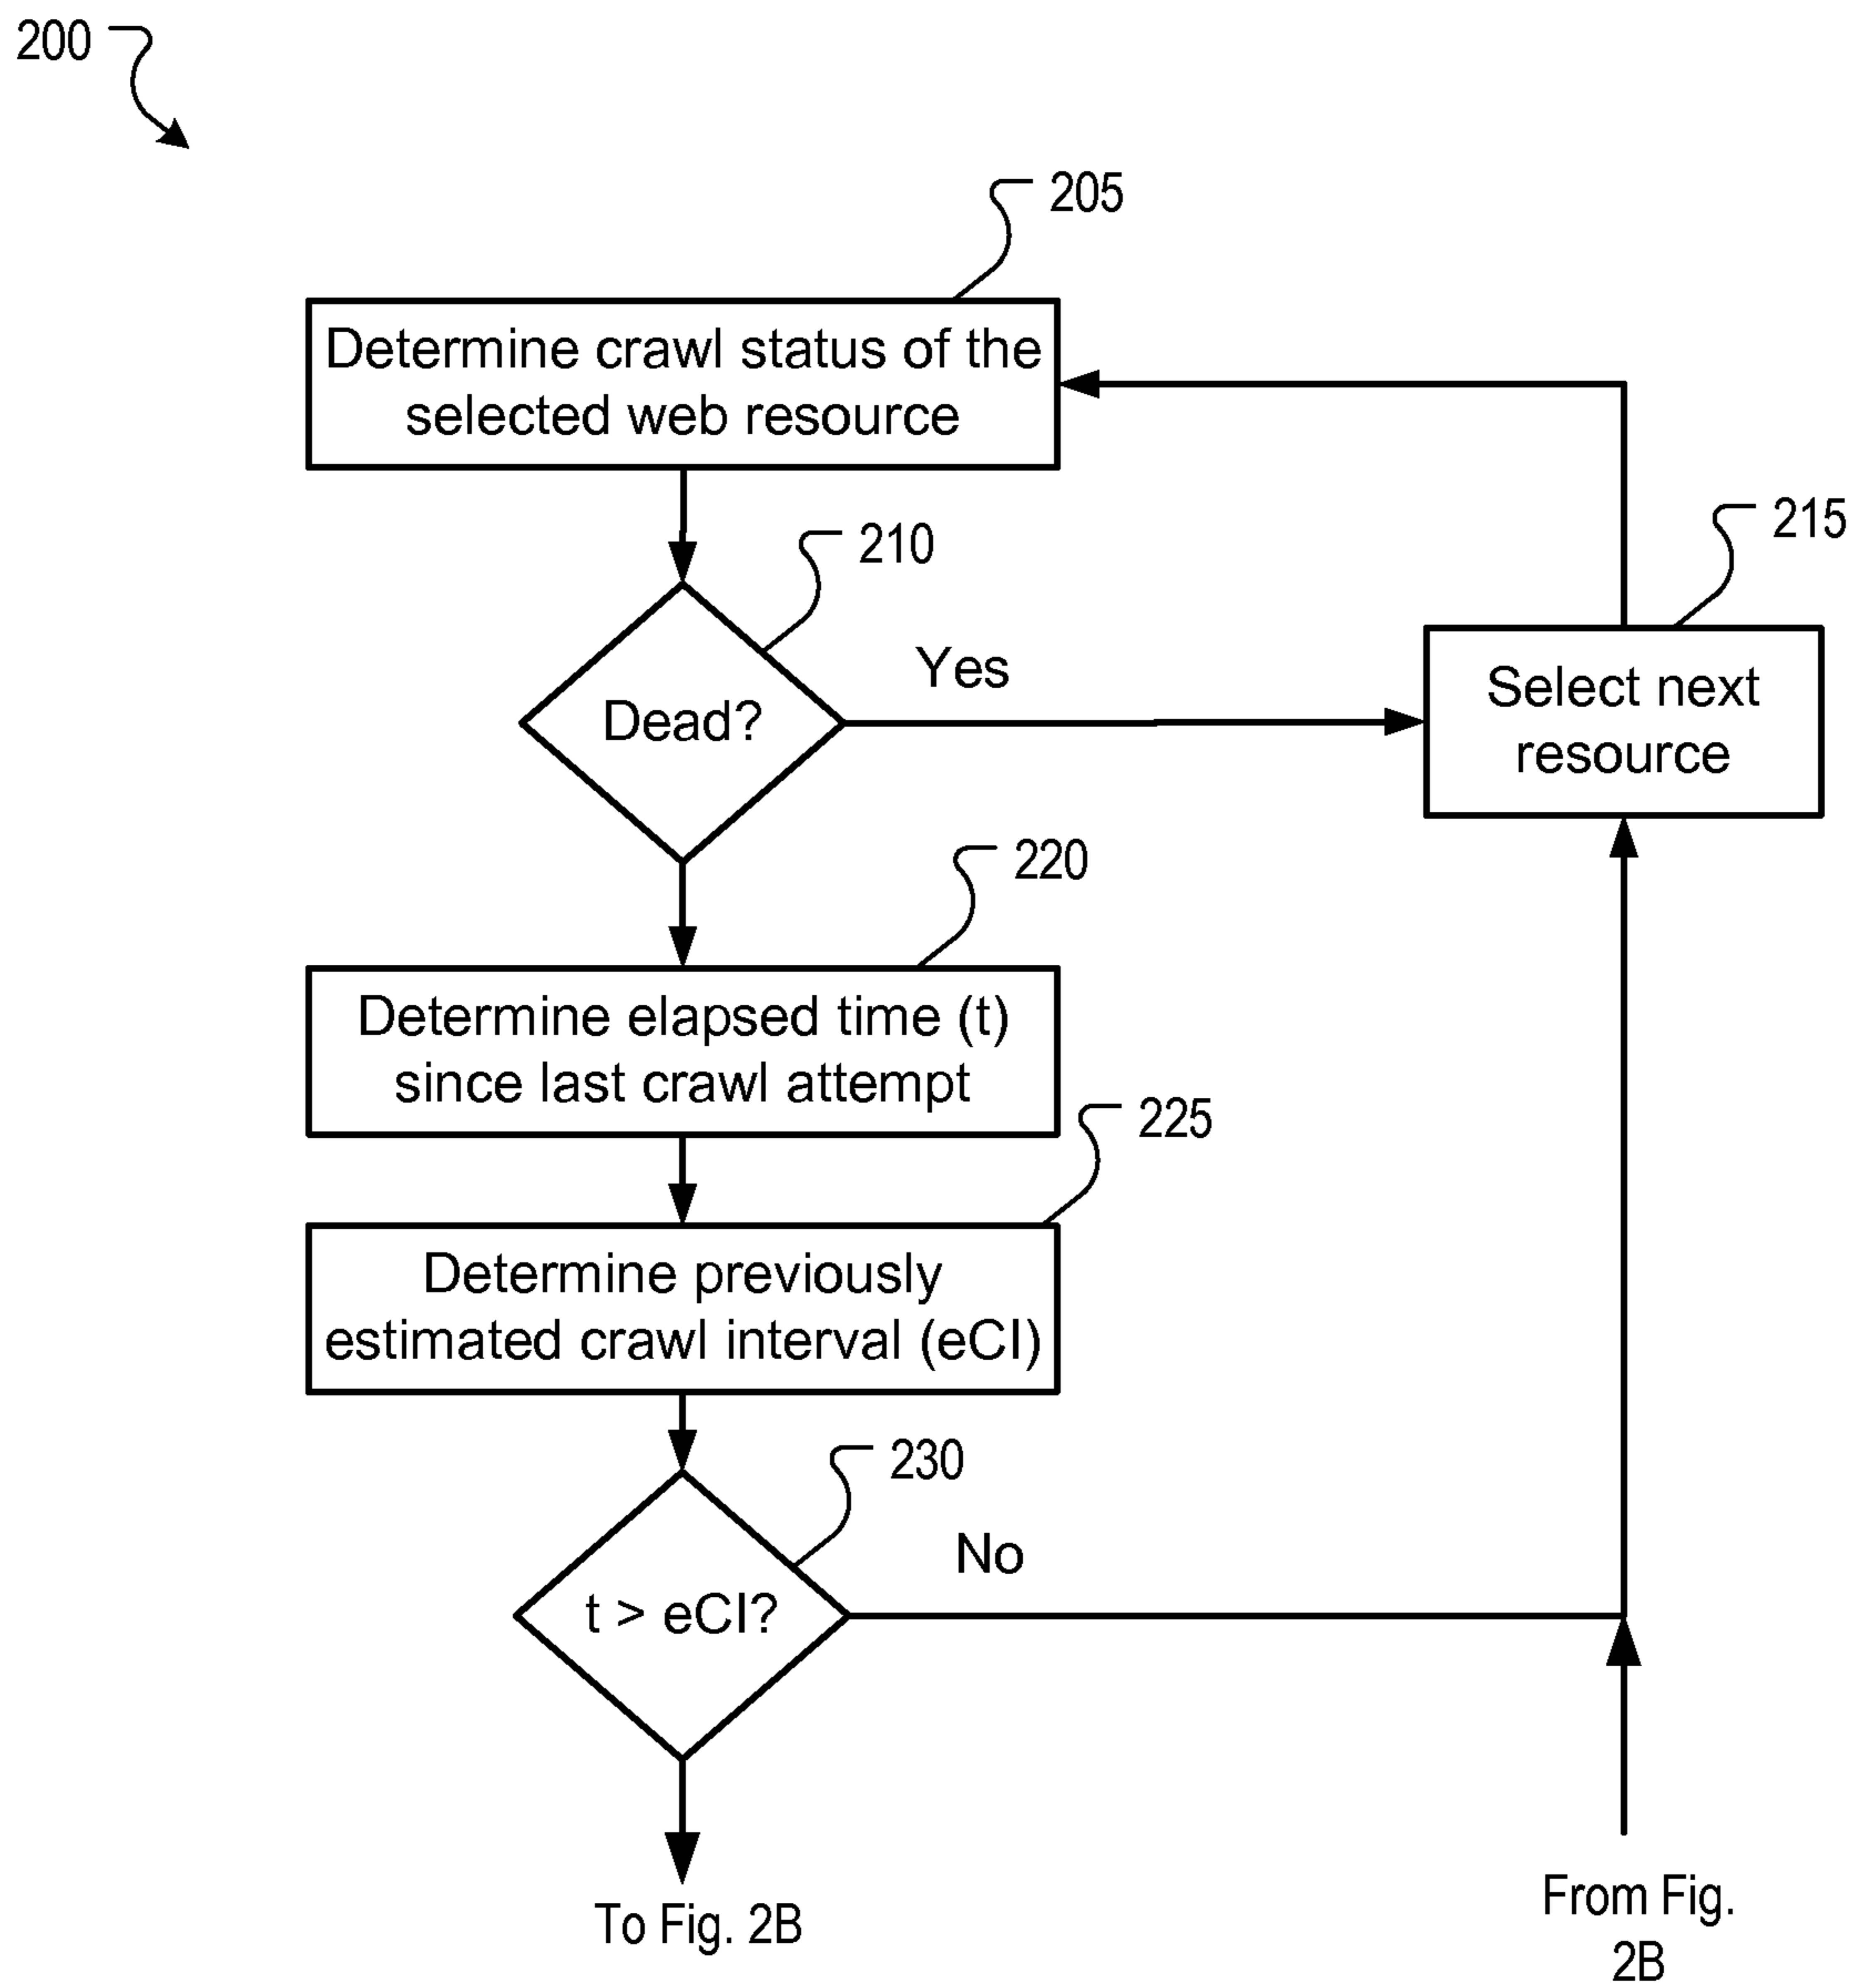 200
205
Determine crawl status of the
selected web resource
210
215
Yes
Dead?
Select next
resource
220
Determine elapsed time (t)
since last crawl attempt
225
Determine previously
estimated crawl interval (eCI)
230
No
t > eCI?
To Fig. 2B
From Fig.
2B